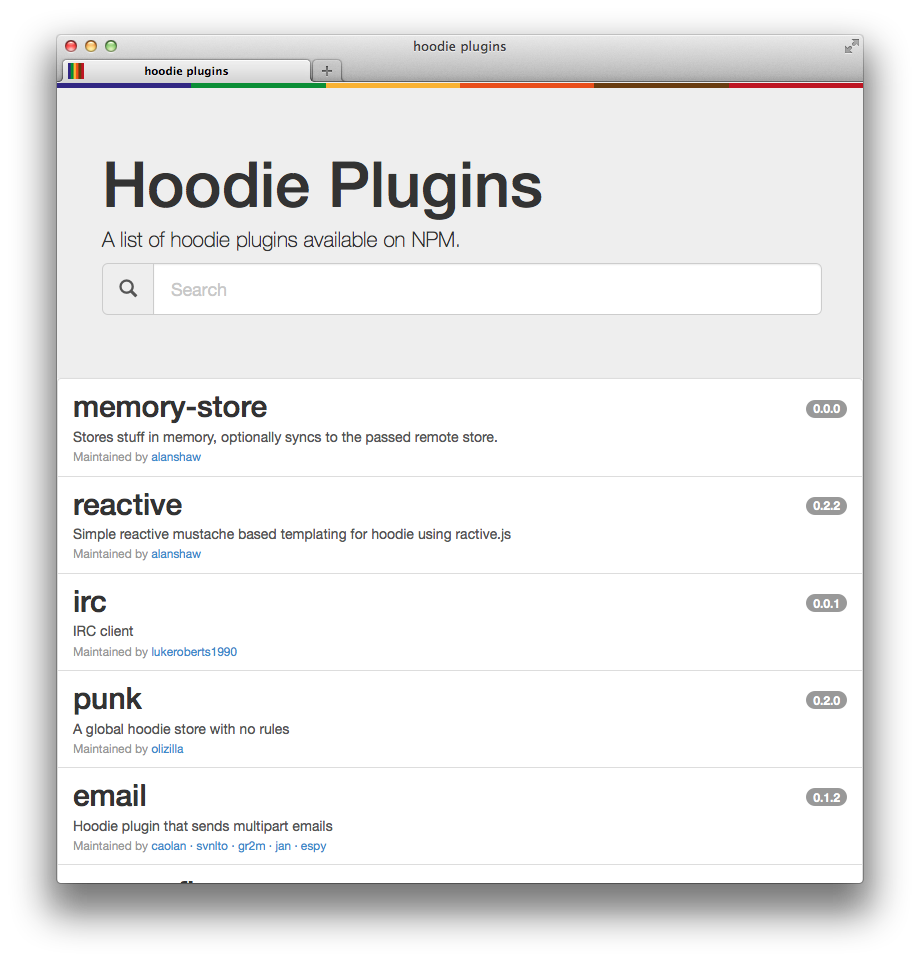 hoodie plugins
hoodie plugins
Hoodie Plugins
A list of hoodie plugins available on NPM.
Search
memory-store
0.0.0
Stores stuff in memory, optionally syncs to the passed remote store.
Maintained by alanshaw
reactive
0.2.2
Simple reactive mustache based templating for hoodie using ractive.js
Maintained by alanshaw
irc
0.0.1
IRC client
Maintained by lukeroberts1990
punk
0.2.0
A global hoodie store with no rules
Maintained by olizilla
email
0.1.2
Hoodie plugin that sends multipart emails
Maintained by caolan · svnlto · gr2m · jan · espy